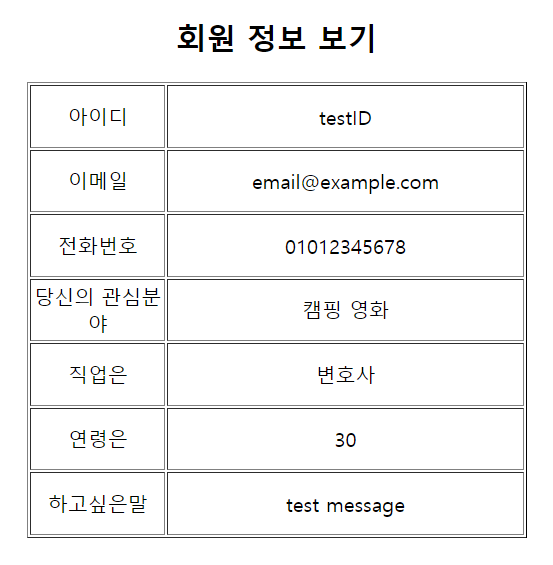 회원 정보 보기
아이디 testID
이메일 email@example.com
전화번호 01012345678
당신의 관심분
야 캠핑 영화
직업은 변호사
연령은 30
하고싶은말 test message